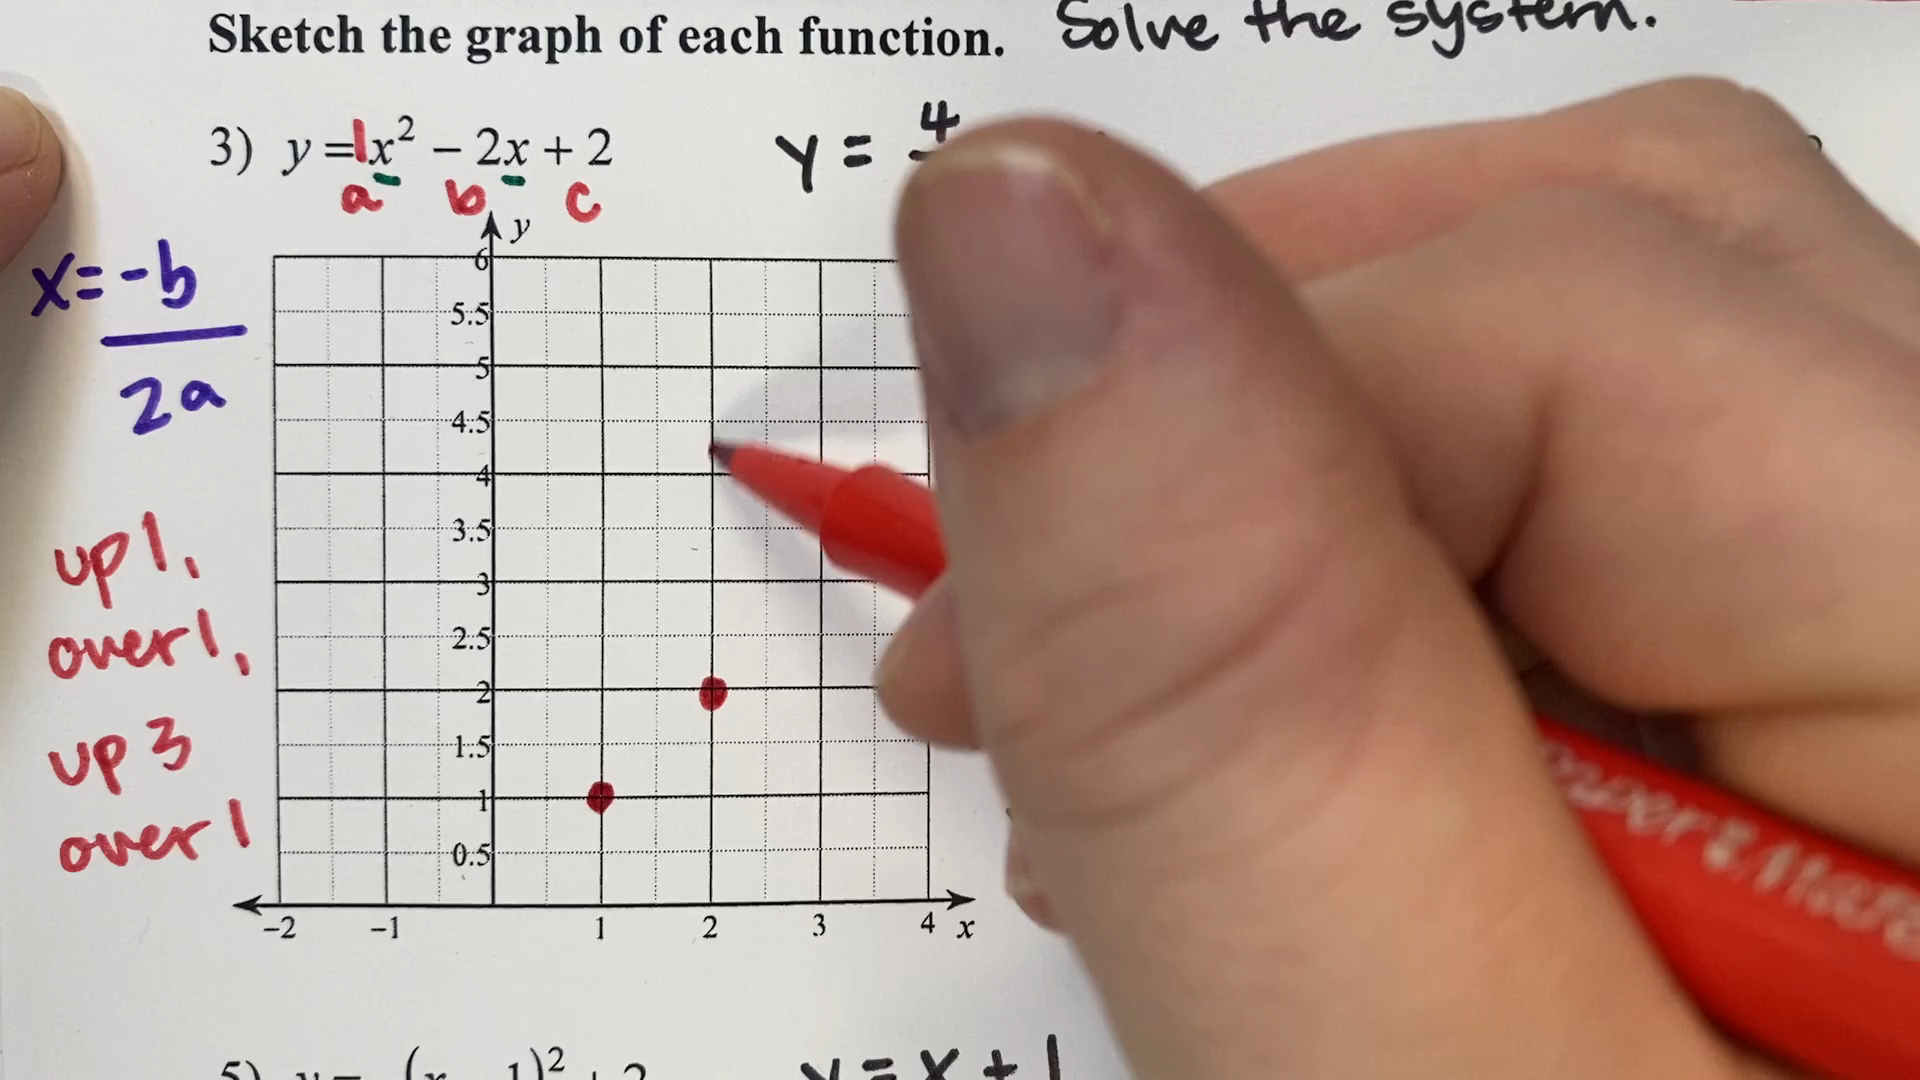 Sketch the graph of each function. Solve the system.
3) y = 1x² − 2x + 2
y = 4
a b c
x = -b
2a
y
6
5.5
5
4.5
4
3.5
3
2.5
2
1.5
1
0.5
-2 -1 1 2 3 4 x
up 1,
over 1,
up 3
over 1
y = x + 1